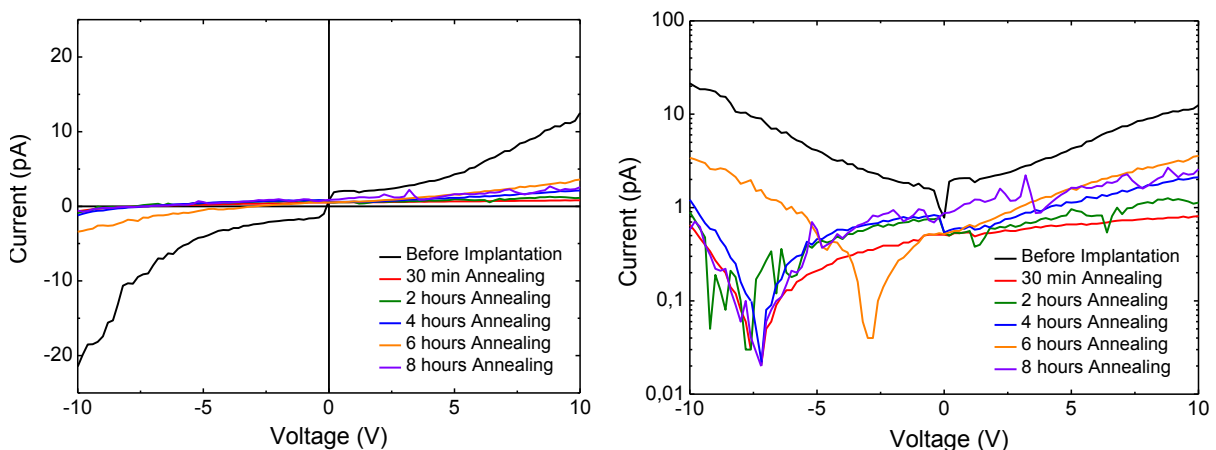 Current (pA)
20
10
0
-10
-20
-10
-5
0
5
10
Voltage (V)
Before Implantation
30 min Annealing
2 hours Annealing
4 hours Annealing
6 hours Annealing
8 hours Annealing
Current (pA)
100
10
1
0,1
0,01
-10
-5
0
5
10
Voltage (V)
Before Implantation
30 min Annealing
2 hours Annealing
4 hours Annealing
6 hours Annealing
8 hours Annealing